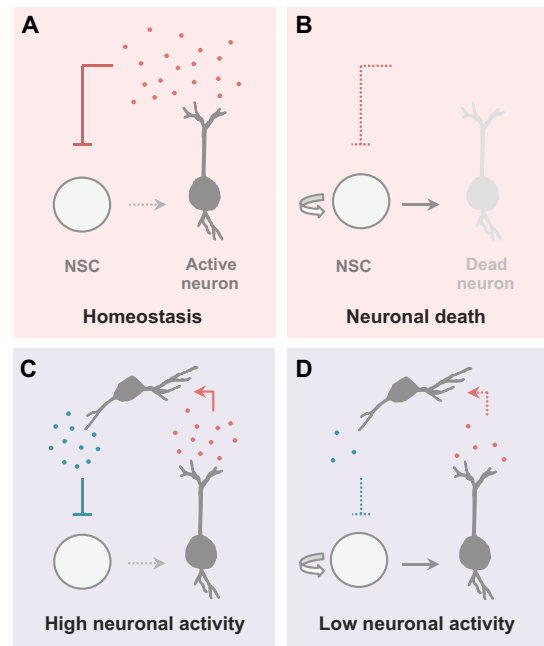 A
NSC
Active
neuron
Homeostasis
B
NSC
Dead
neuron
Neuronal death
C
High neuronal activity
D
Low neuronal activity